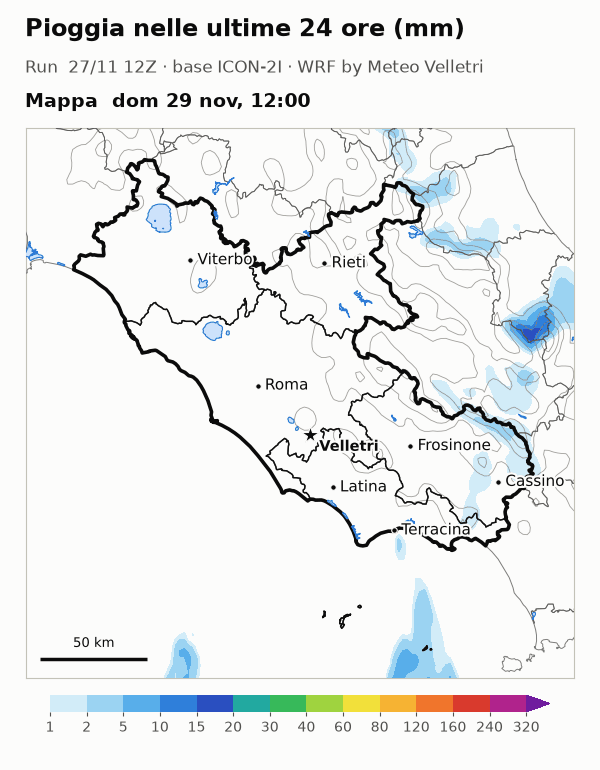 Pioggia nelle ultime 24 ore (mm)
Run  27/11 12Z · base ICON-2I · WRF by Meteo Velletri
Mappa  dom 29 nov, 12:00
Viterbo
Rieti
Roma
Velletri
Frosinone
Latina
Cassino
Terracina
50 km
1 2 5 10 15 20 30 40 60 80 120 160 240 320